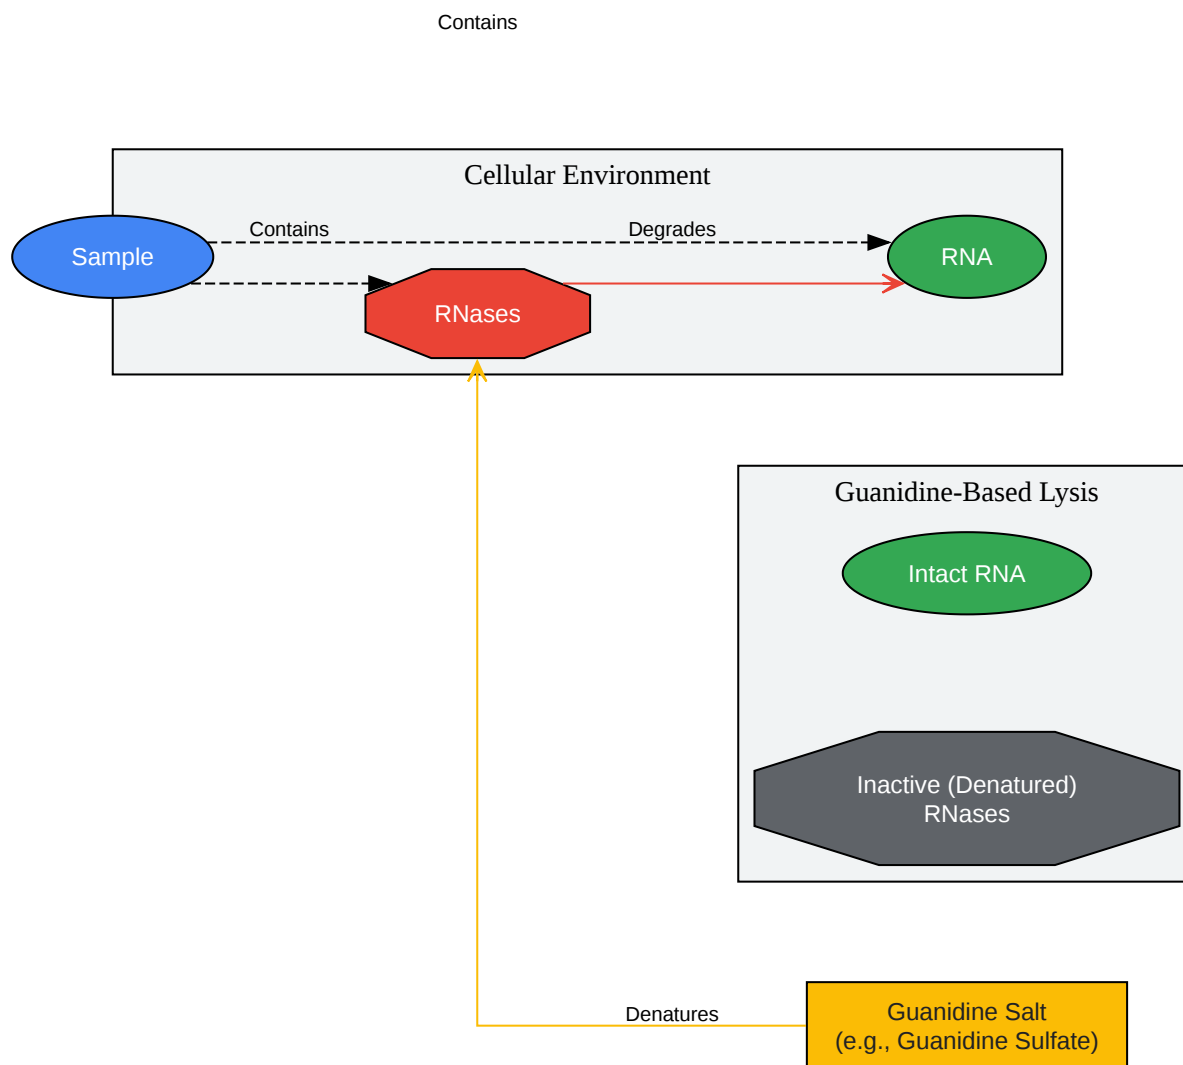 Contains
Cellular Environment
Contains
Degrades
Sample
RNA
RNases
Guanidine-Based Lysis
Intact RNA
Inactive (Denatured)
RNases
Denatures
Guanidine Salt
(e.g., Guanidine Sulfate)